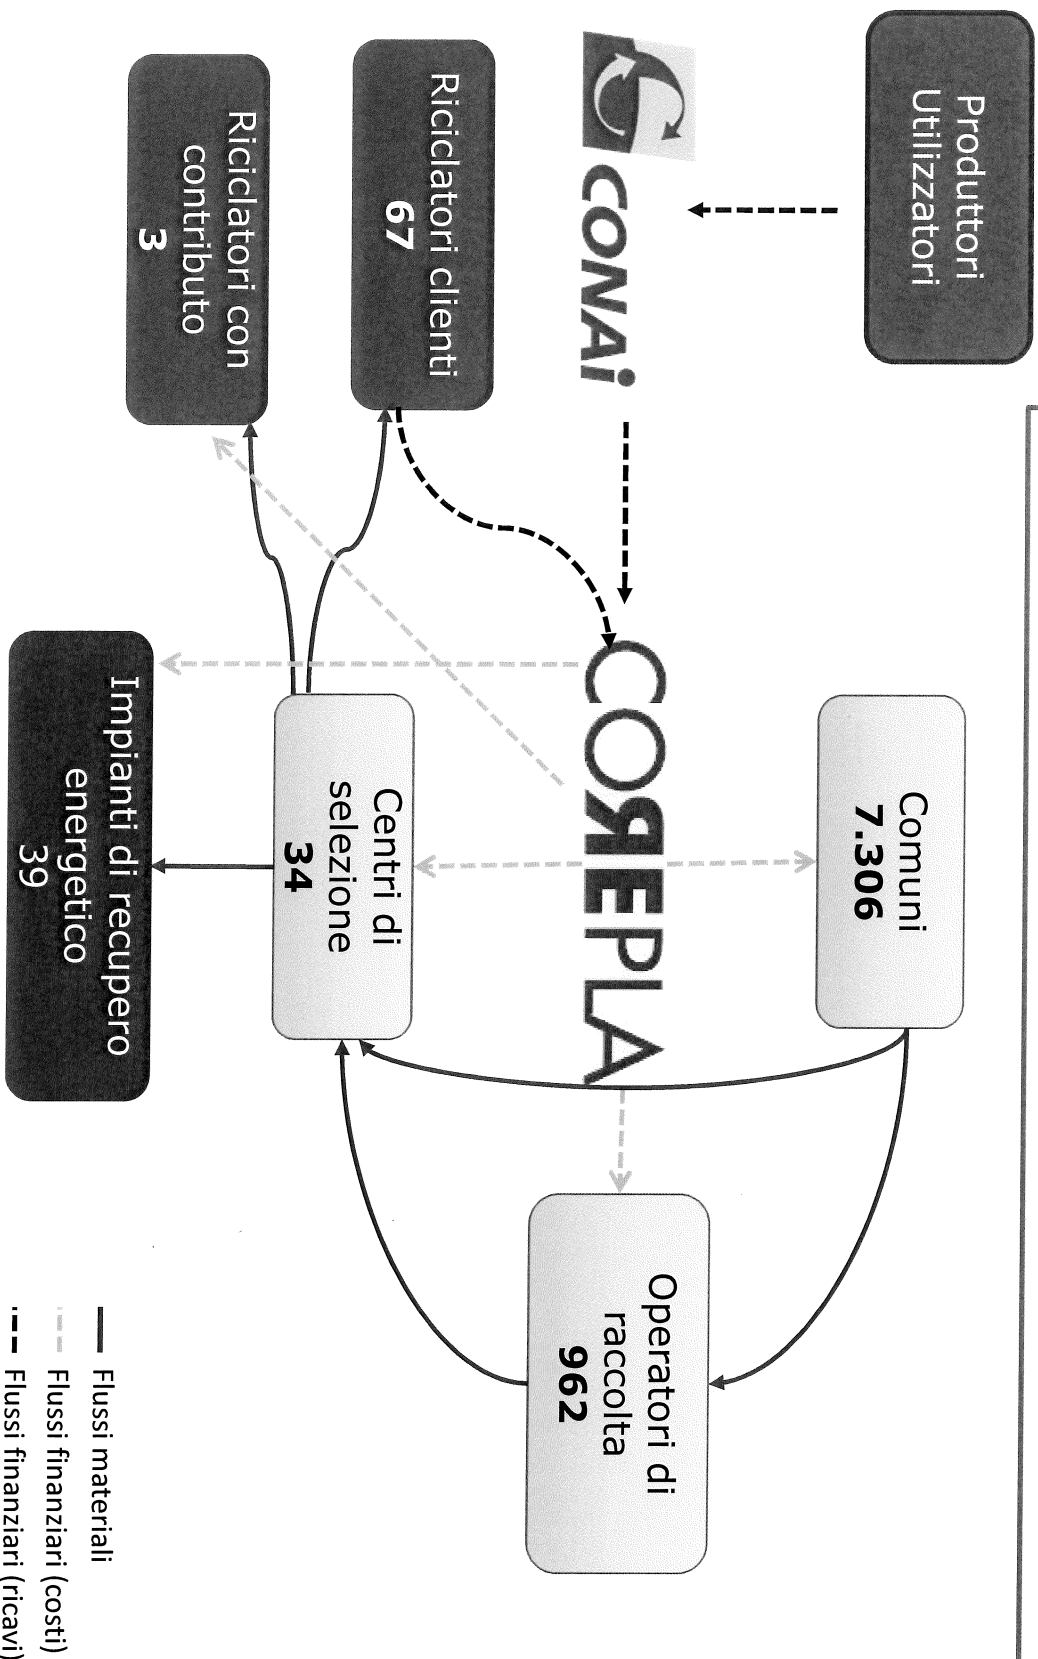 Produttori
Utilizzatori
CONAI
Comuni
7.306
COREPLA
Operatori di
raccolta
962
Riciclatori clienti
67
Centri di
selezione
34
Riciclatori con
contributo
3
Impianti di recupero
energetico
39
Flussi materiali
Flussi finanziari (costi)
Flussi finanziari (ricavi)